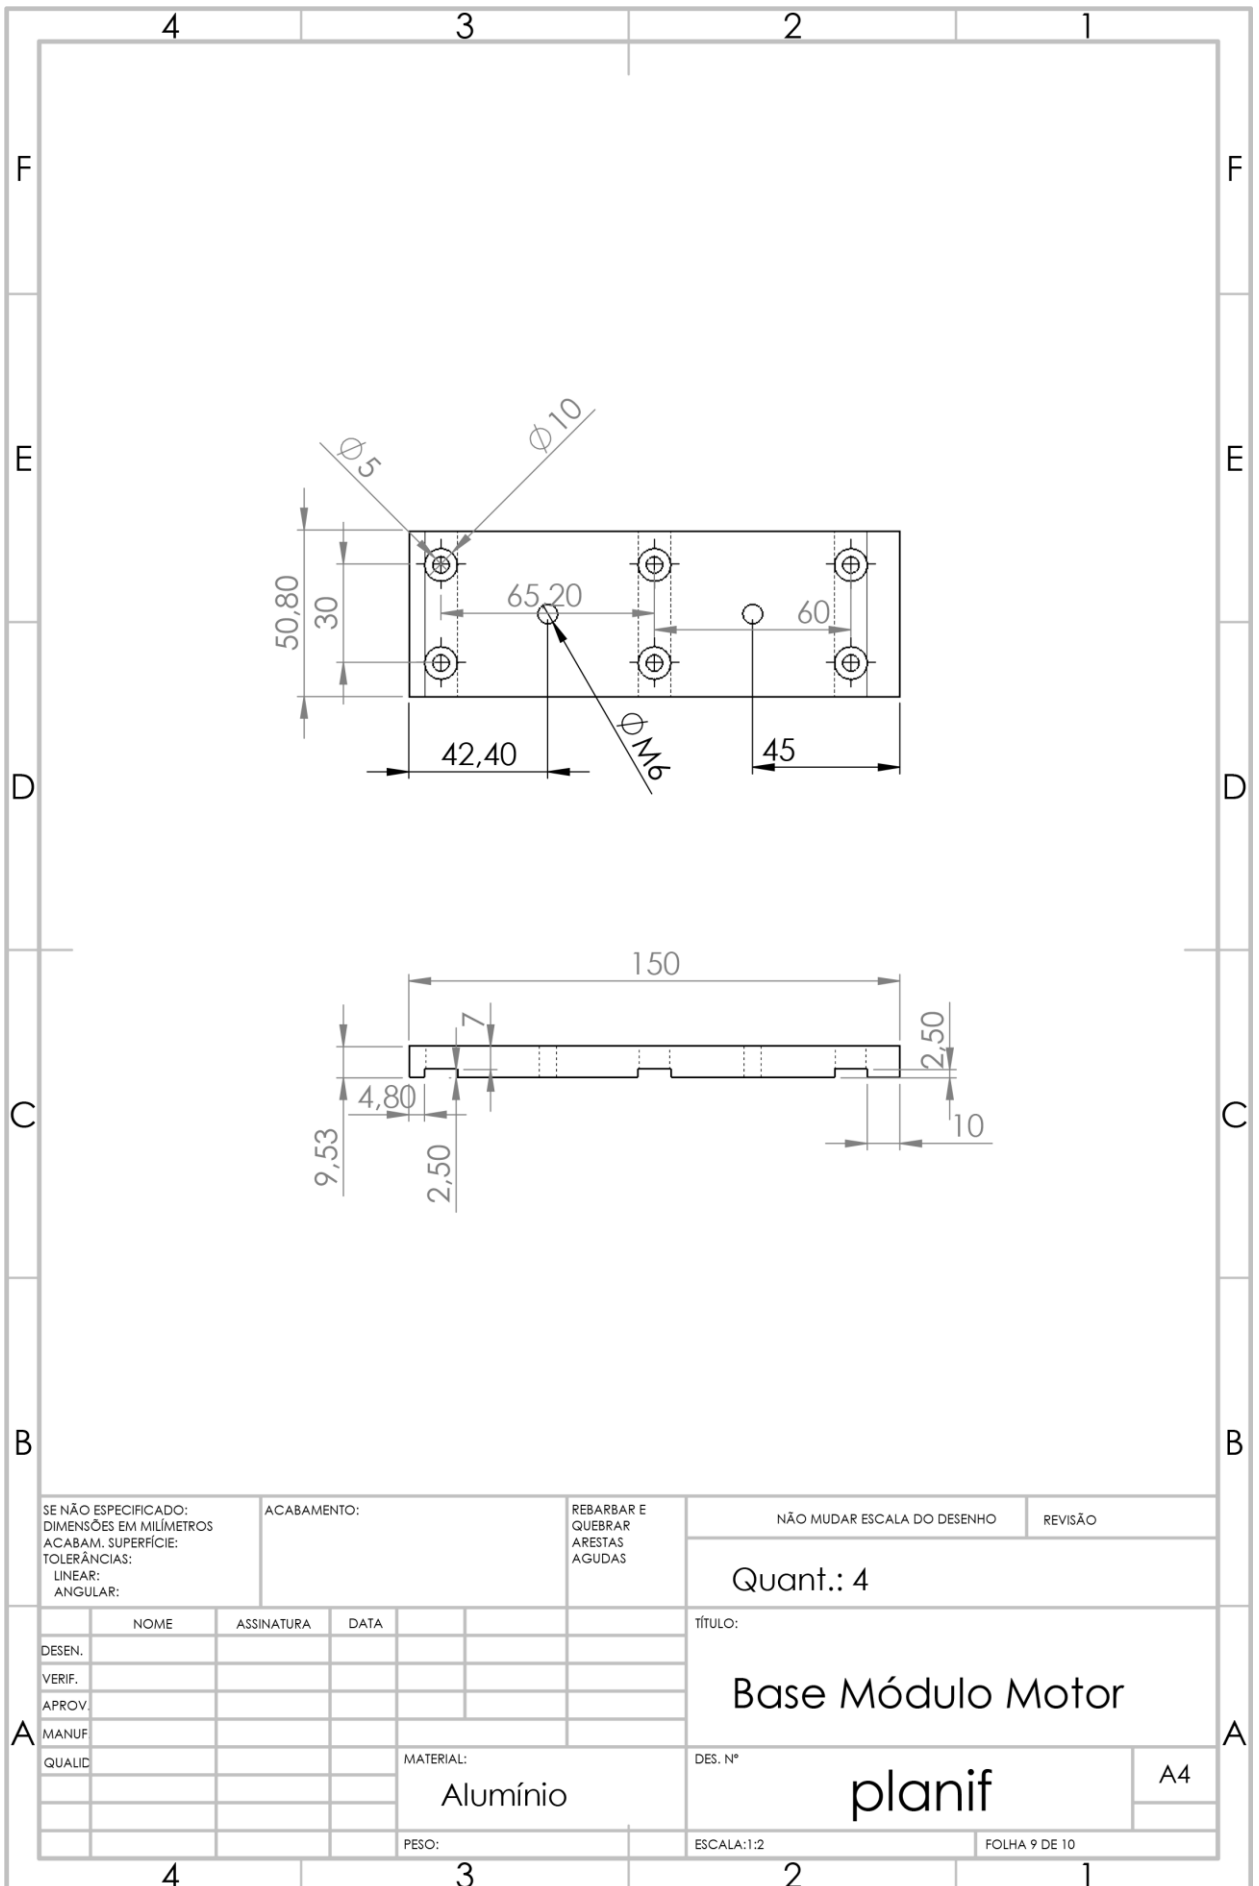 4 3 2 1
F F
∅5 ∅10
E E
50,80 30 65,20 60
∅ M6
42,40 45
D D
150
7 2,50
4,80
C C
9,53 2,50 10
B B
SE NÃO ESPECIFICADO:
DIMENSÕES EM MILÍMETROS
ACABAM. SUPERFÍCIE:
TOLERÂNCIAS:
LINEAR:
ANGULAR:
ACABAMENTO:
REBARBAR E
QUEBRAR
ARESTAS
AGUDAS
NÃO MUDAR ESCALA DO DESENHO
REVISÃO
Quant.: 4
NOME ASSINATURA DATA
DESEN.
VERIF.
APROV.
MANUF
QUALID
TÍTULO:
Base Módulo Motor
A A
MATERIAL:
Alumínio
DES. Nº
planif
A4
PESO:
ESCALA:1:2
FOLHA 9 DE 10
4 3 2 1